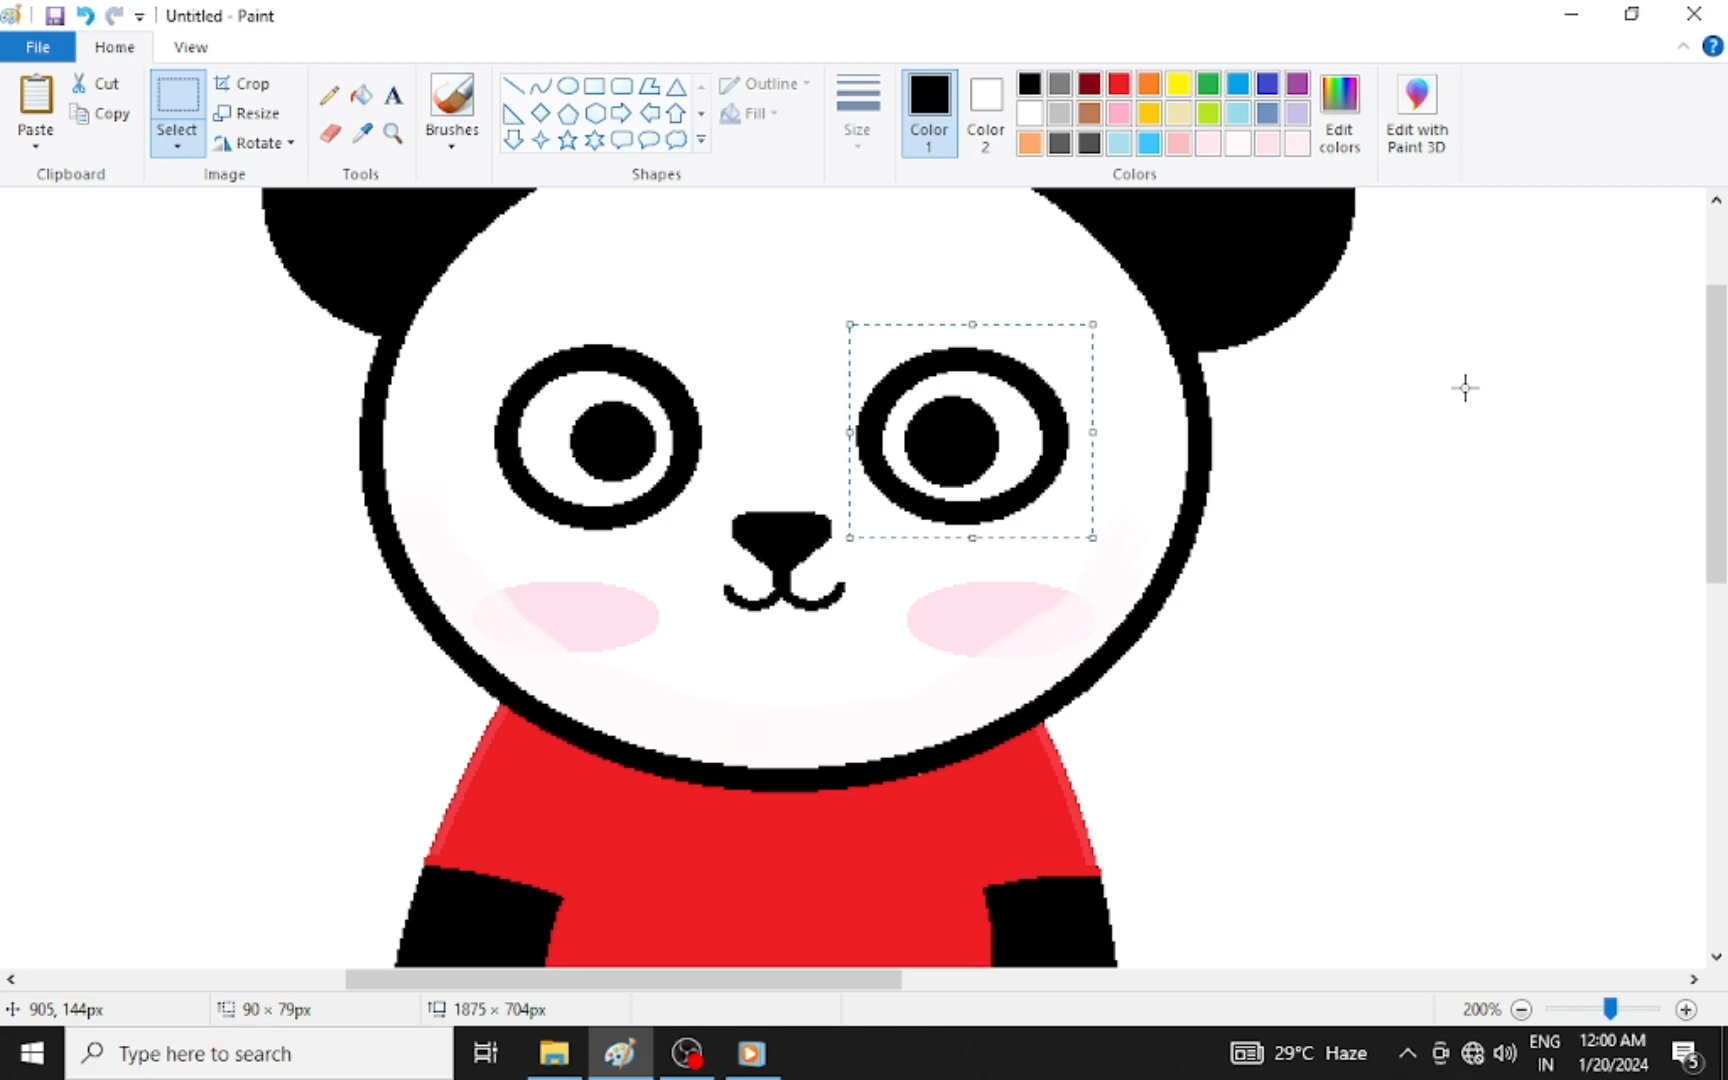 Untitled - Paint
File
Home
View
Paste
Cut
Copy
Clipboard
Select
Crop
Resize
Rotate
Image
A
Tools
Brushes
Shapes
Outline
Fill
Size
Color 1
Color 2
Edit colors
Colors
Edit with Paint 3D
905, 144px
90 × 79px
1875 × 704px
200%
Type here to search
29°C Haze
ENG
IN
12:00 AM
1/20/2024
5